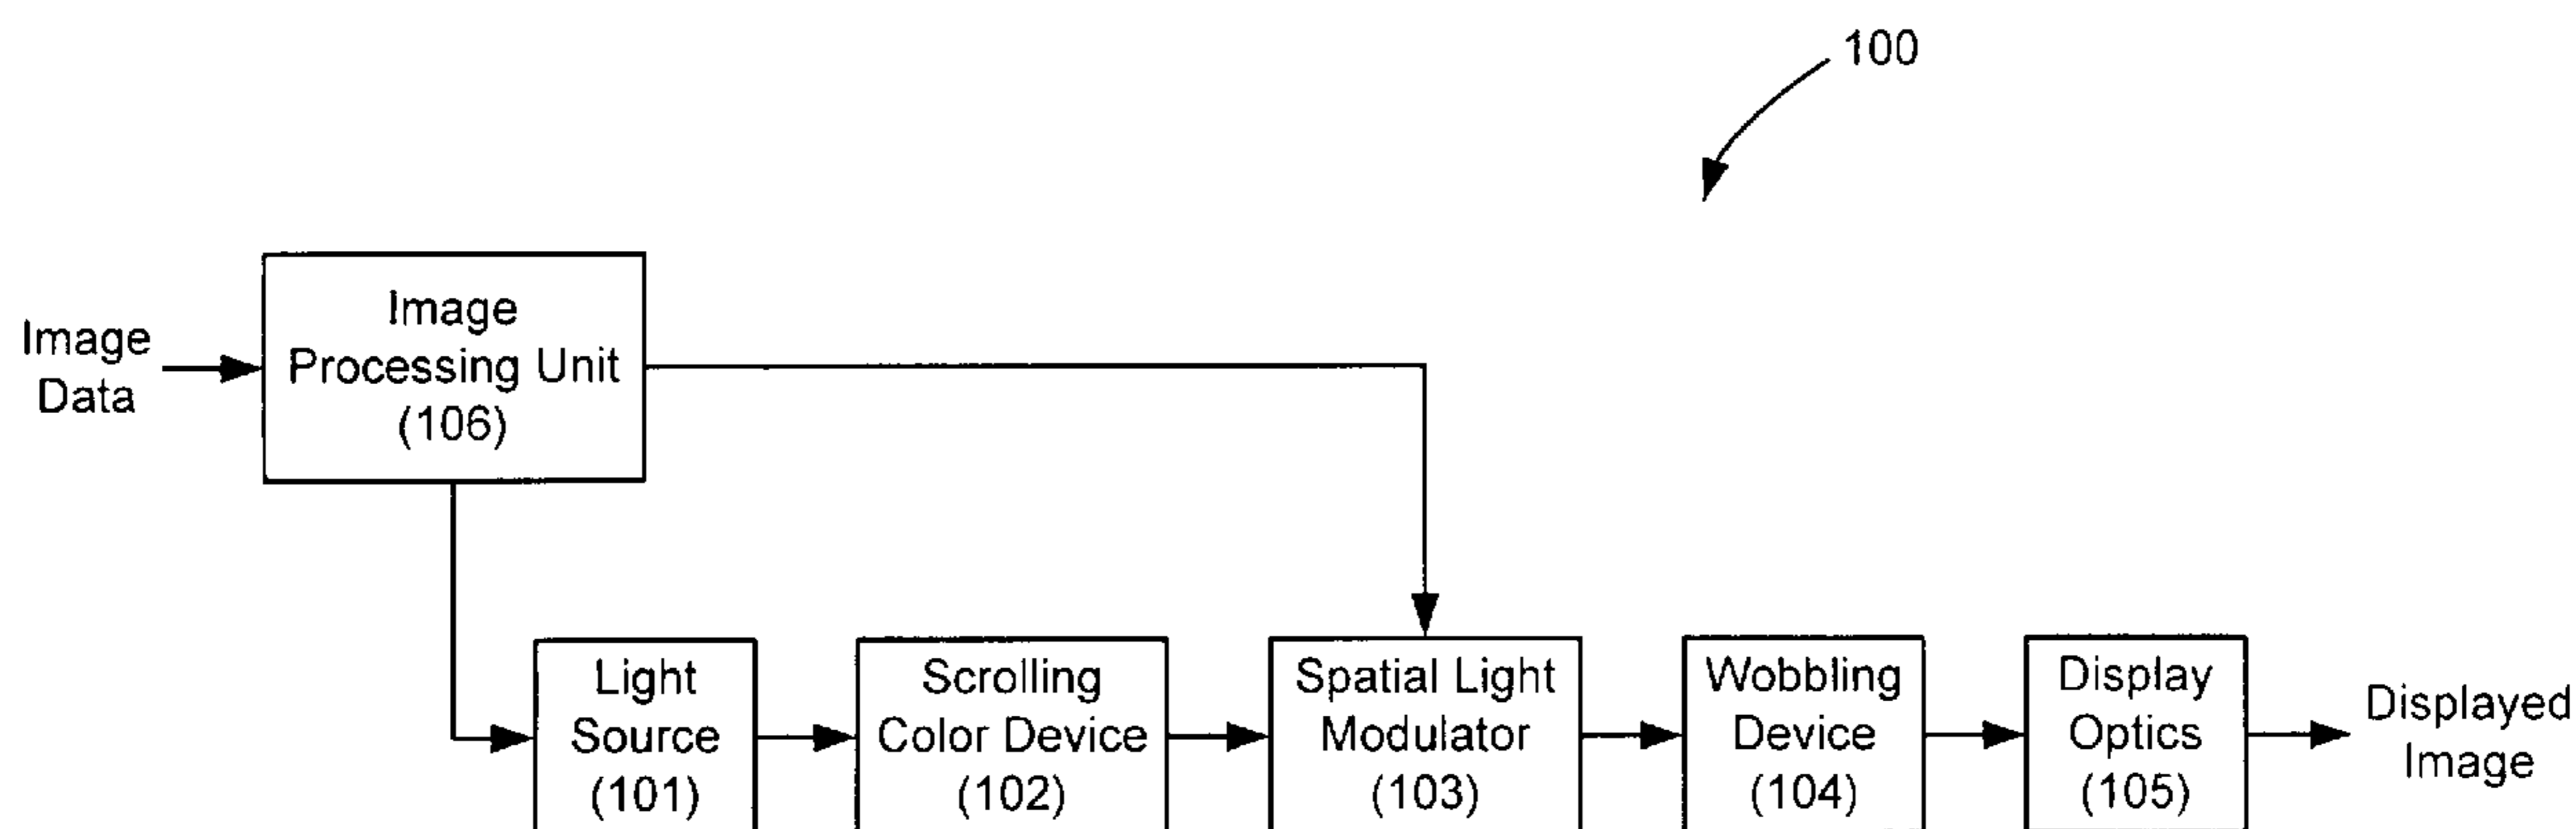 100
Image
Data
Image
Processing Unit
(106)
Light
Source
(101)
Scrolling
Color Device
(102)
Spatial Light
Modulator
(103)
Wobbling
Device
(104)
Display
Optics
(105)
Displayed
Image